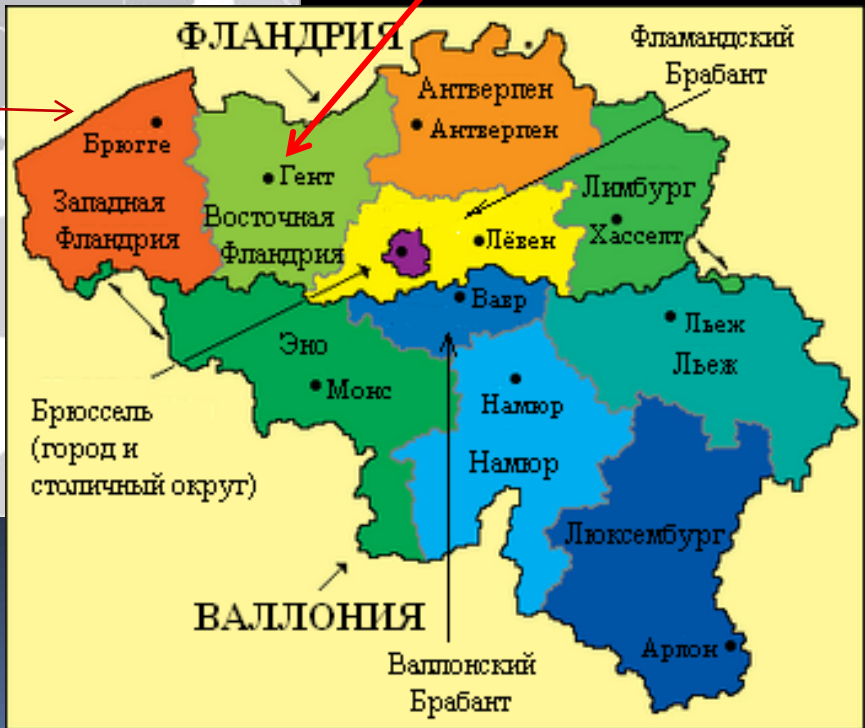 ФЛАНДРИЯ
Фламандский
Брабант
Антверпен
Антверпен
Брюгге
Западная
Фландрия
Гент
Восточная
Фландрия
Лёвен
Лимбург
Хасселт
Вавр
Эно
Монс
Льеж
Льеж
Намюр
Намюр
Брюссель
(город и
столичный округ)
Люксембург
Арлон
ВАЛЛОНИЯ
Валлонский
Брабант